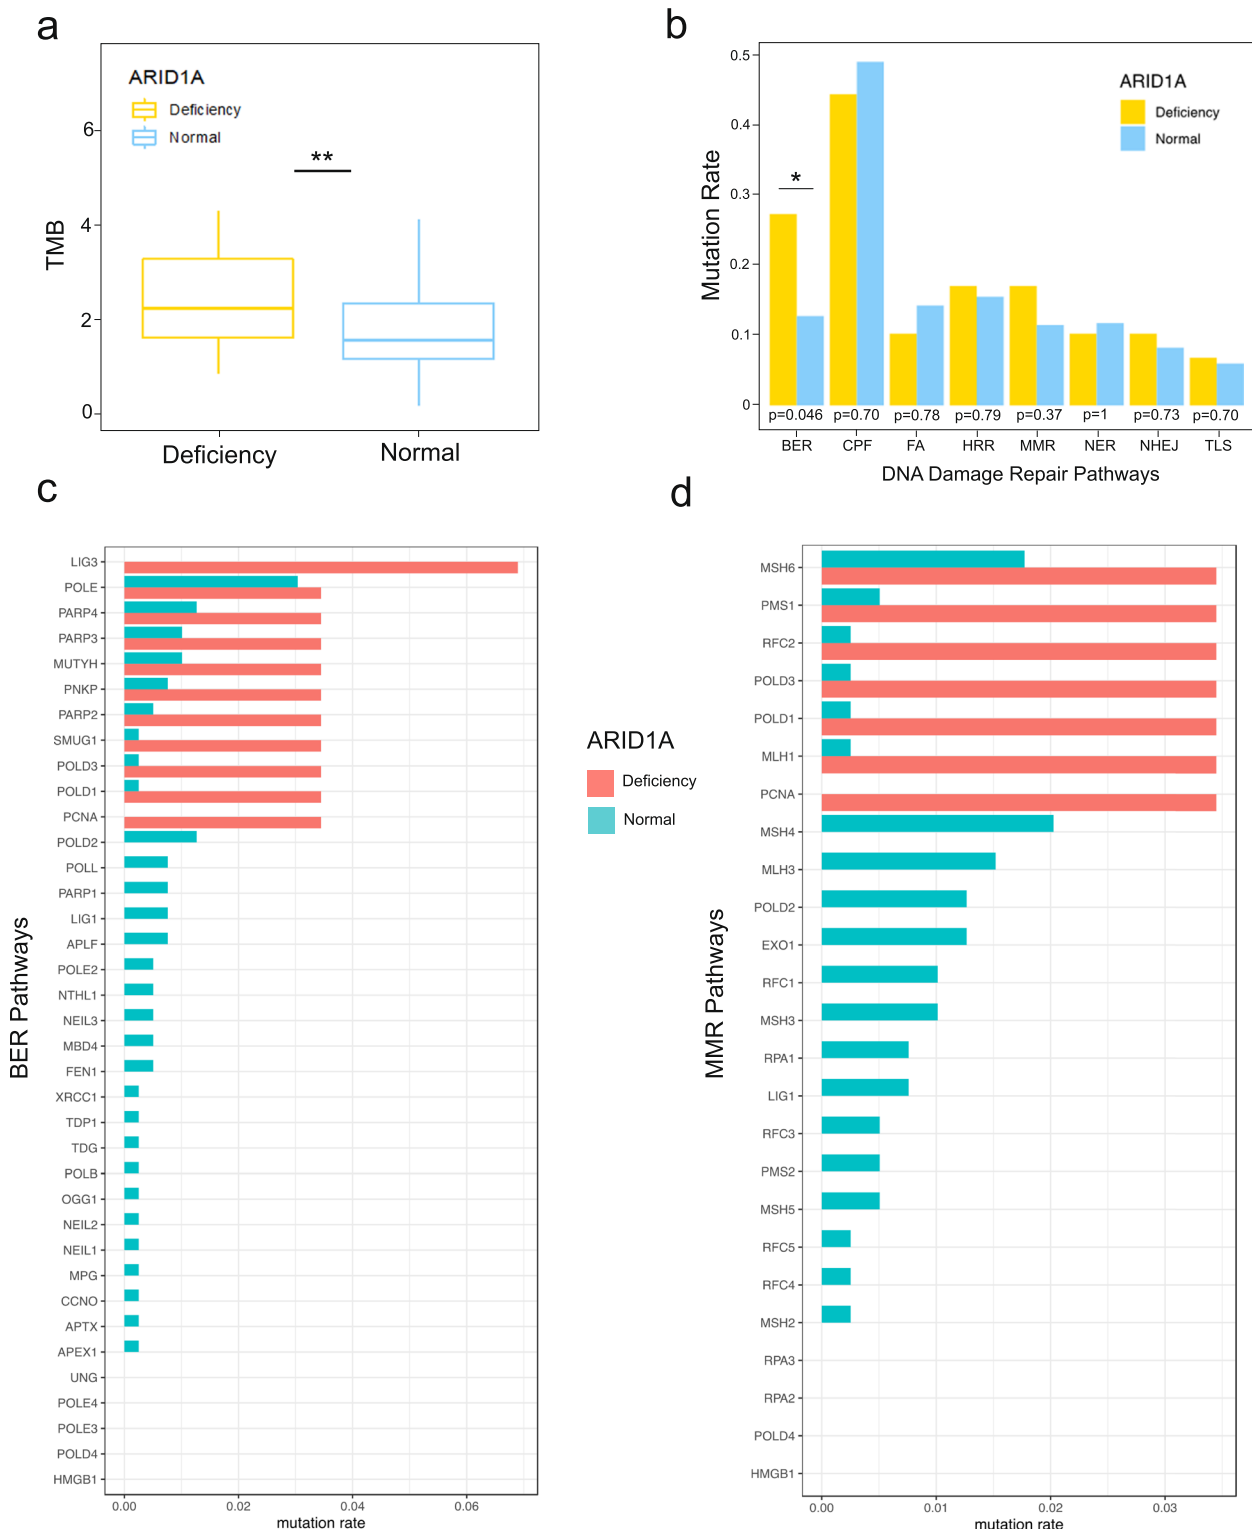 a
ARID1A
Deficiency
Normal
**
TMB
6
4
2
0
Deficiency
Normal
b
ARID1A
Deficiency
Normal
*
Mutation Rate
0.5
0.4
0.3
0.2
0.1
0
p=0.046 p=0.70 p=0.78 p=0.79 p=0.37 p=1 p=0.73 p=0.70
BER CPF FA HRR MMR NER NHEJ TLS
DNA Damage Repair Pathways
c
BER Pathways
LIG3
POLE
PARP4
PARP3
MUTYH
PNKP
PARP2
SMUG1
POLD3
POLD1
PCNA
POLD2
POLL
PARP1
LIG1
APLF
POLE2
NTHL1
NEIL3
MBD4
FEN1
XRCC1
TDP1
TDG
POLB
OGG1
NEIL2
NEIL1
MPG
CCNO
APTX
APEX1
UNG
POLE4
POLE3
POLD4
HMGB1
0.00 0.02 0.04 0.06
mutation rate
ARID1A
Deficiency
Normal
d
MMR Pathways
MSH6
PMS1
RFC2
POLD3
POLD1
MLH1
PCNA
MSH4
MLH3
POLD2
EXO1
RFC1
MSH3
RPA1
LIG1
RFC3
PMS2
MSH5
RFC5
RFC4
MSH2
RPA3
RPA2
POLD4
HMGB1
0.00 0.01 0.02 0.03
mutation rate